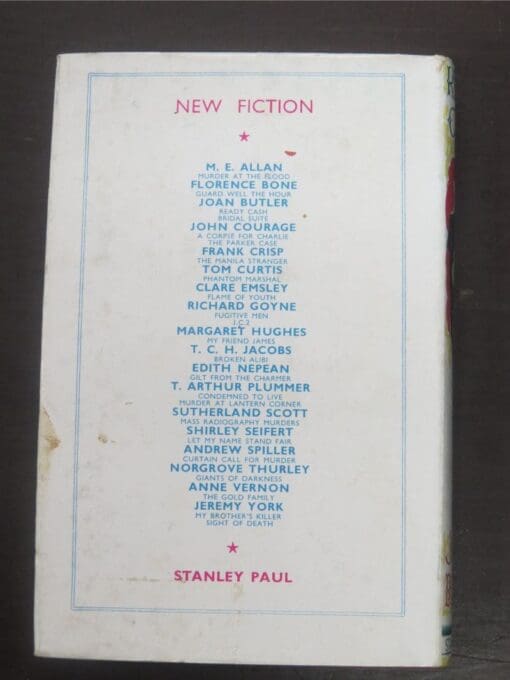 NEW FICTION
M. E. ALLAN
MURDER AT THE FLOOD
FLORENCE BONE
GUARD WELL THE HOUR
JOAN BUTLER
READY CASH
BRIDAL SUITE
JOHN COURAGE
A CORPSE FOR CHARLIE
THE PARKER CASE
FRANK CRISP
THE MANILA STRANGER
TOM CURTIS
PHANTOM MARSHAL
CLARE EMSLEY
FLAME OF YOUTH
RICHARD GOYNE
FUGITIVE MEN
J.C.2
MARGARET HUGHES
MY FRIEND JAMES
T. C. H. JACOBS
BROKEN ALIBI
EDITH NEPEAN
GILT FROM THE CHARMER
T. ARTHUR PLUMMER
CONDEMNED TO LIVE
MURDER AT LANTERN CORNER
SUTHERLAND SCOTT
MASS RADIOGRAPHY MURDERS
SHIRLEY SEIFERT
LET MY NAME STAND FAIR
ANDREW SPILLER
CURTAIN CALL FOR MURDER
NORGROVE THURLEY
GIANTS OF DARKNESS
ANNE VERNON
THE GOLD FAMILY
JEREMY YORK
MY BROTHER'S KILLER
SIGHT OF DEATH
STANLEY PAUL